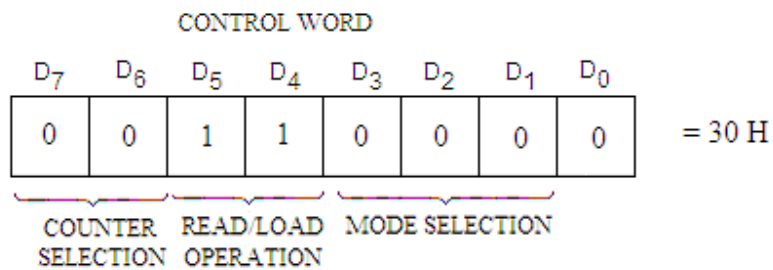 CONTROL WORD
D7 D6 D5 D4 D3 D2 D1 D0
0 0 1 1 0 0 0 0 = 30 H
COUNTER SELECTION READ/LOAD OPERATION MODE SELECTION